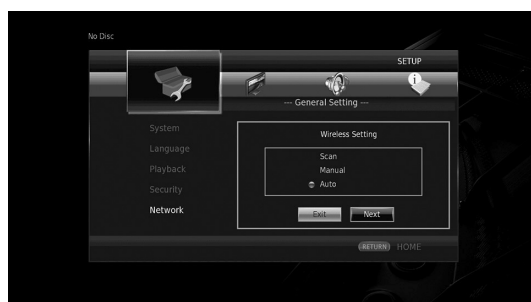 No Disc
SETUP
--- General Setting ---
System
Language
Playback
Security
Network
Wireless Setting
Scan
Manual
Auto
Exit
Next
RETURN HOME